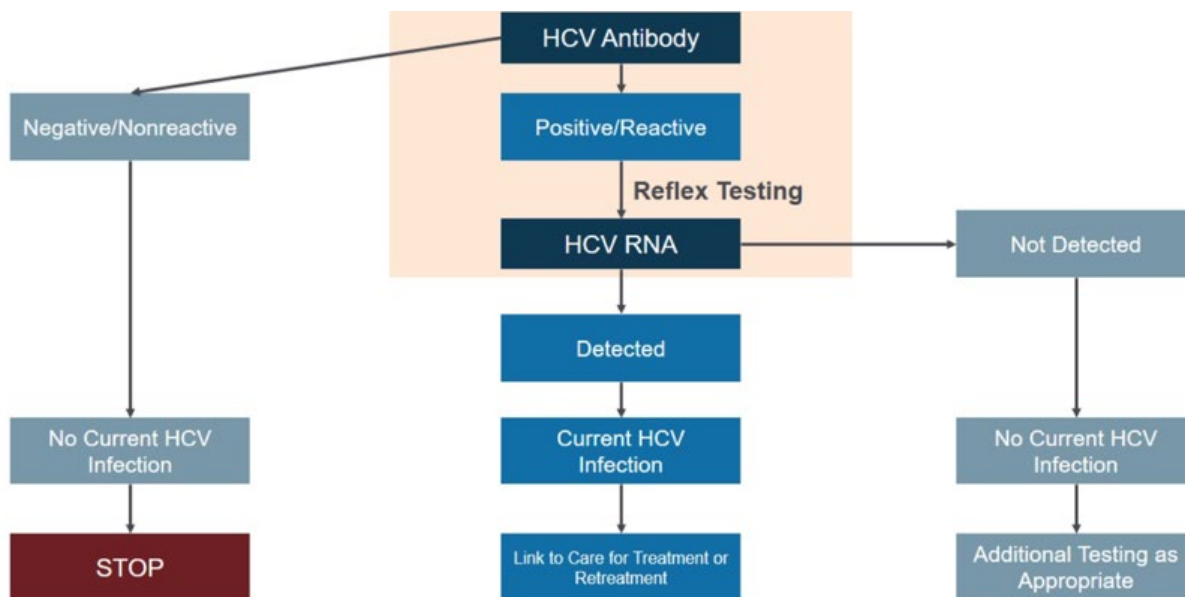 HCV Antibody
Negative/Nonreactive
Positive/Reactive
Reflex Testing
HCV RNA
Not Detected
Detected
No Current HCV
Infection
Current HCV
Infection
No Current HCV
Infection
STOP
Link to Care for Treatment or
Retreatment
Additional Testing as
Appropriate